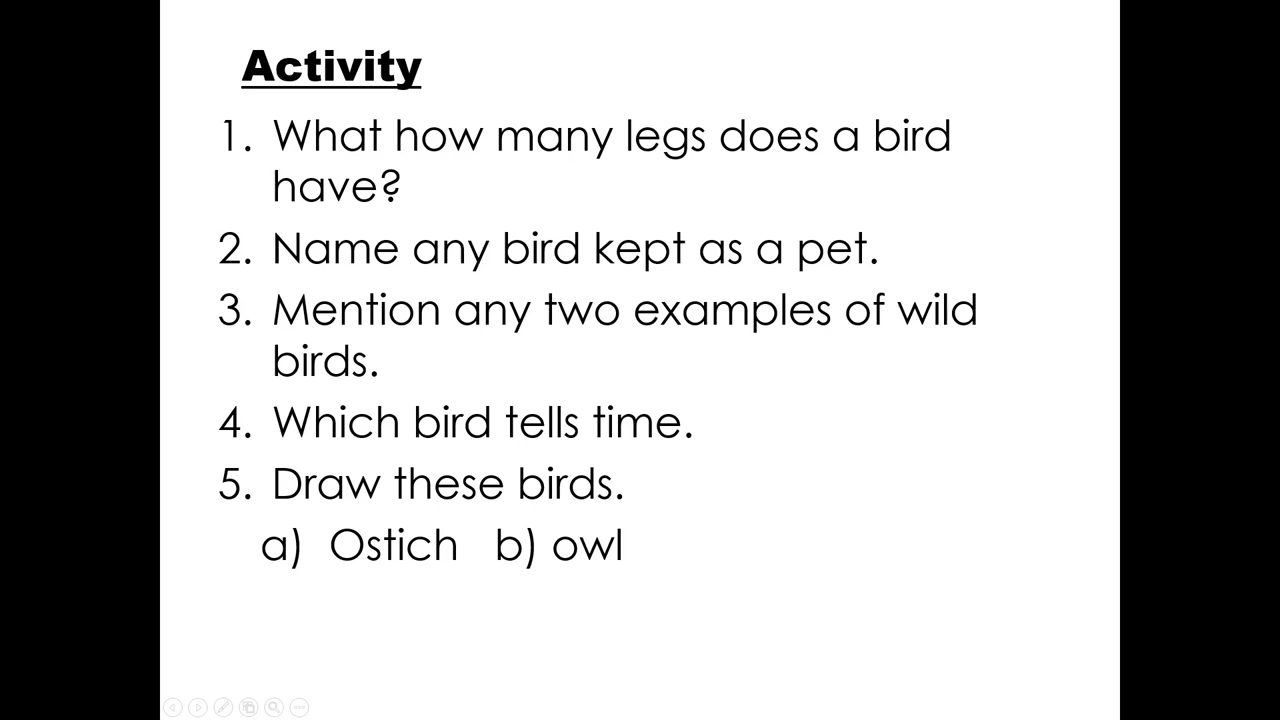 Activity
1. What how many legs does a bird
have?
2. Name any bird kept as a pet.
3. Mention any two examples of wild
birds.
4. Which bird tells time.
5. Draw these birds.
a) Ostich b) owl